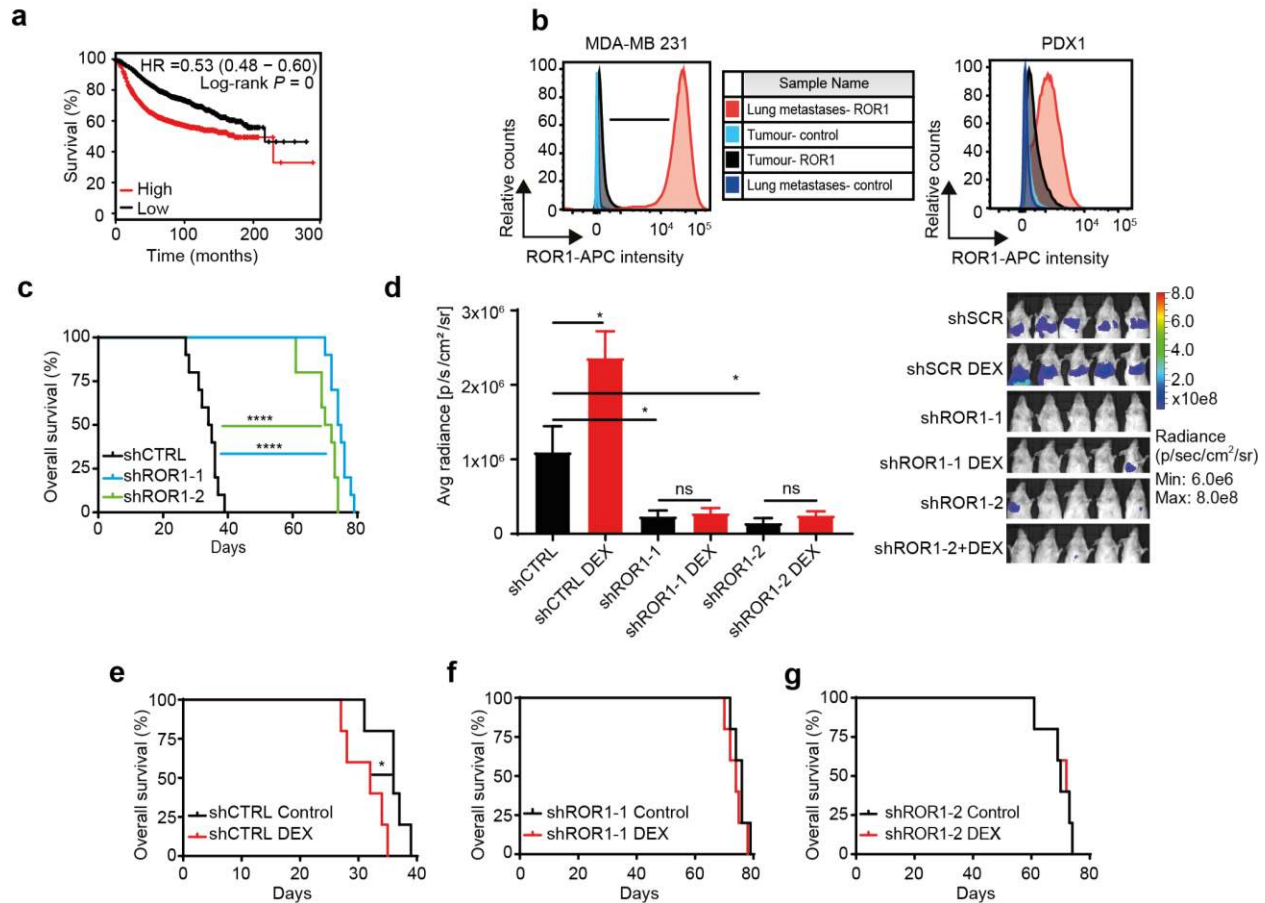 a
HR =0.53 (0.48 – 0.60)
Log-rank P = 0
100
80
60
40
20
0
Survival (%)
High
Low
0 100 200 300
Time (months)
b
MDA-MB 231
100
80
60
40
20
0
Relative counts
0 10⁴ 10⁵
ROR1-APC intensity
Sample Name
Lung metastases- ROR1
Tumour- control
Tumour- ROR1
Lung metastases- control
PDX1
100
80
60
40
20
0
Relative counts
0 10⁴ 10⁵
ROR1-APC intensity
c
100
75
50
25
0
Overall survival (%)
****
****
shCTRL
shROR1-1
shROR1-2
0 20 40 60 80
Days
d
Avg radiance [p/s/cm²/sr]
3x10⁶
2x10⁶
1x10⁶
0
*
*
*
ns
ns
shCTRL
shCTRL DEX
shROR1-1
shROR1-1 DEX
shROR1-2
shROR1-2 DEX
shSCR
shSCR DEX
shROR1-1
shROR1-1 DEX
shROR1-2
shROR1-2+DEX
8.0
6.0
4.0
2.0
x10e8
Radiance
(p/sec/cm²/sr)
Min: 6.0e6
Max: 8.0e8
e
100
75
50
25
0
Overall survival (%)
*
shCTRL Control
shCTRL DEX
0 20 30 40
Days
f
100
75
50
25
0
Overall survival (%)
shROR1-1 Control
shROR1-1 DEX
0 20 40 60 80
Days
g
100
75
50
25
0
Overall survival (%)
shROR1-2 Control
shROR1-2 DEX
0 20 40 60 80
Days